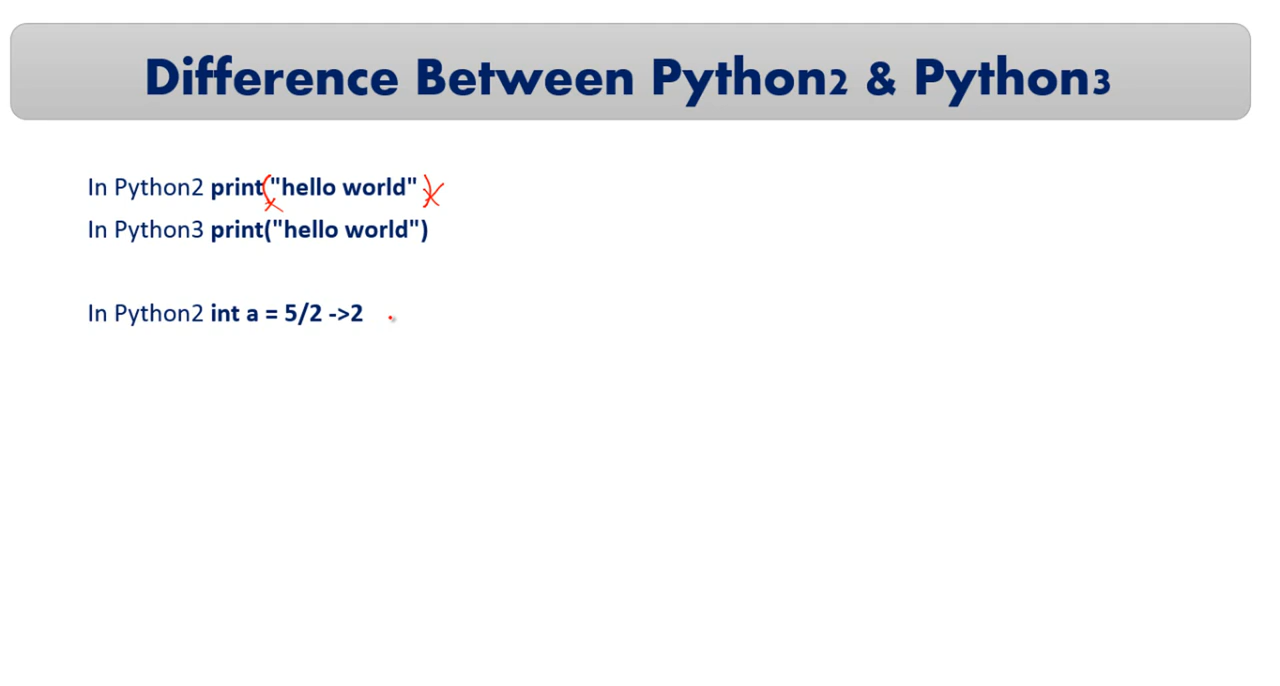 Difference Between Python2 & Python3
In Python2 print("hello world" )
In Python3 print("hello world")
In Python2 int a = 5/2 ->2